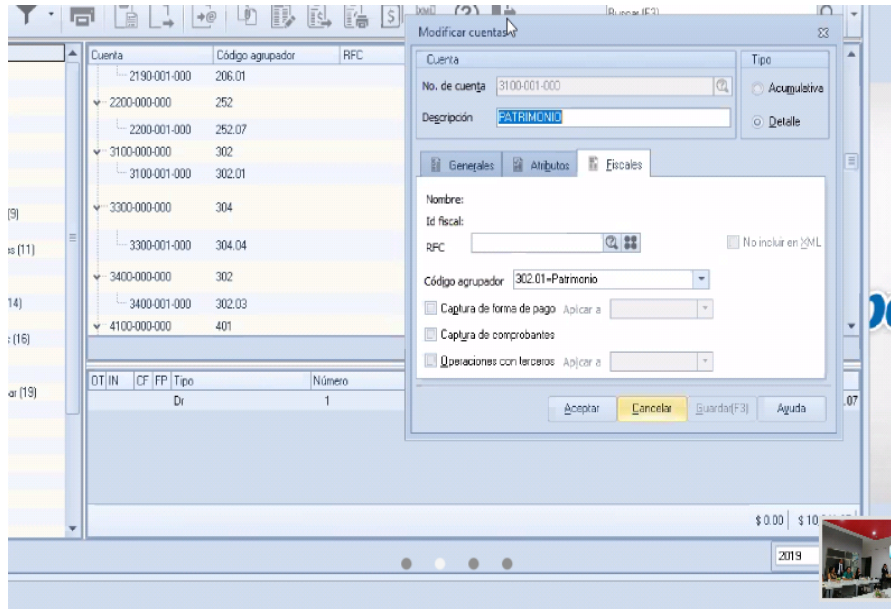 Buscar (F3)
Cuenta Código agrupador RFC
2190-001-000 206.01
2200-000-000 252
2200-001-000 252.07
3100-000-000 302
3100-001-000 302.01
3300-000-000 304
3300-001-000 304.04
3400-000-000 302
3400-001-000 302.03
4100-000-000 401
(9)
(11)
14)
(16)
ar (19)
OT IN CF FP Tipo Número
Dr 1
.07
$ 0.00 $ 10
2019
Modificar cuentas
Cuenta
No. de cuenta 3100-001-000
Descripción PATRIMONIO
Tipo
Acumulativa
Detalle
Generales Atributos Fiscales
Nombre:
Id fiscal:
RFC No incluir en XML
Código agrupador 302.01=Patrimonio
Captura de forma de pago Aplicar a
Captura de comprobantes
Operaciones con terceros Aplicar a
Aceptar Cancelar Guardar(F3) Ayuda